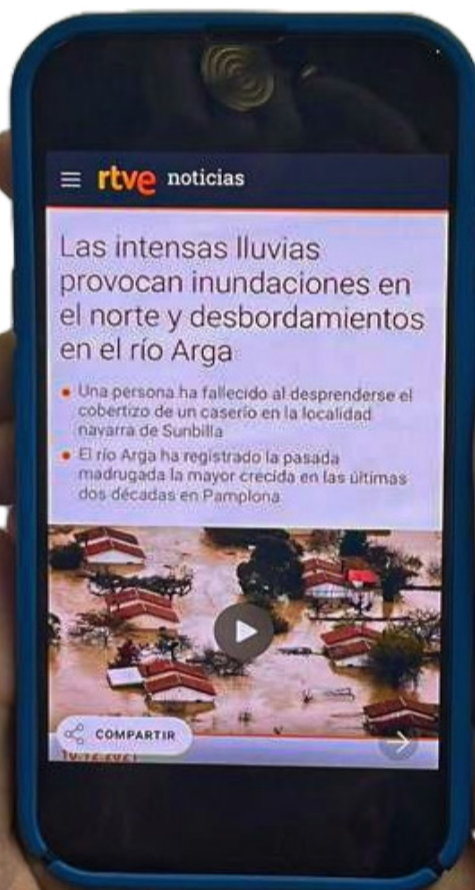 rtve noticias
Las intensas lluvias
provocan inundaciones en
el norte y desbordamientos
en el río Arga
Una persona ha fallecido al desprenderse el
cobertizo de un caserío en la localidad
navarra de Sunbilla
El río Arga ha registrado la pasada
madrugada la mayor crecida en las últimas
dos décadas en Pamplona
COMPARTIR